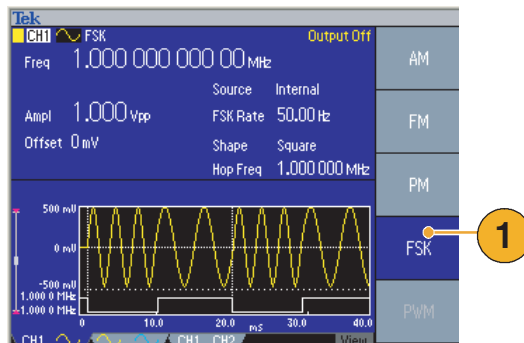 Tek
CH1 FSK Output Off
Freq 1.000 000 000 00 MHz
Source Internal
Ampl 1.000 Vpp FSK Rate 50.00 Hz
Offset 0 mV Shape Square
Hop Freq 1.000 000 MHz
AM
FM
PM
FSK
PWM
1
500 mU
0 mU
-500 mU
1.000 0 MHz
1.000 0 MHz
0 10.0 20.0 ms 30.0 40.0
CH1 CH1 CH2 View